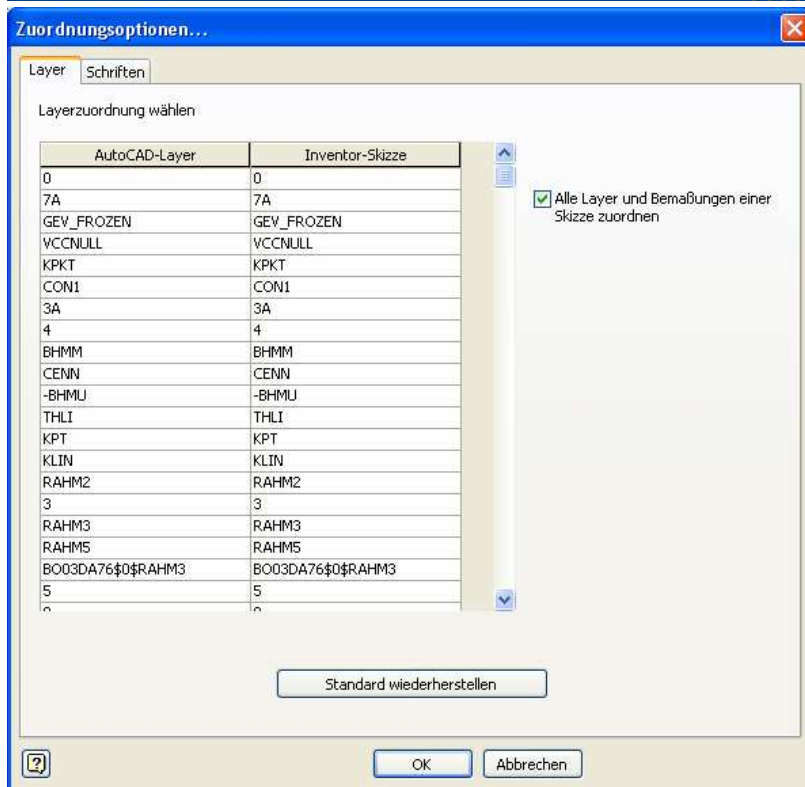 Zuordnungsoptionen...
Layer Schriften
Layerzuordnung wählen
AutoCAD-Layer Inventor-Skizze
0 0
7A 7A
GEV_FROZEN GEV_FROZEN
VCCNULL VCCNULL
KPKT KPKT
CON1 CON1
3A 3A
4 4
BHMM BHMM
CENN CENN
-BHMU -BHMU
THLI THLI
KPT KPT
KLIN KLIN
RAHM2 RAHM2
3 3
RAHM3 RAHM3
RAHM5 RAHM5
BO03DA76$0$RAHM3 BO03DA76$0$RAHM3
5 5
Alle Layer und Bemaßungen einer
Skizze zuordnen
Standard wiederherstellen
? OK Abbrechen